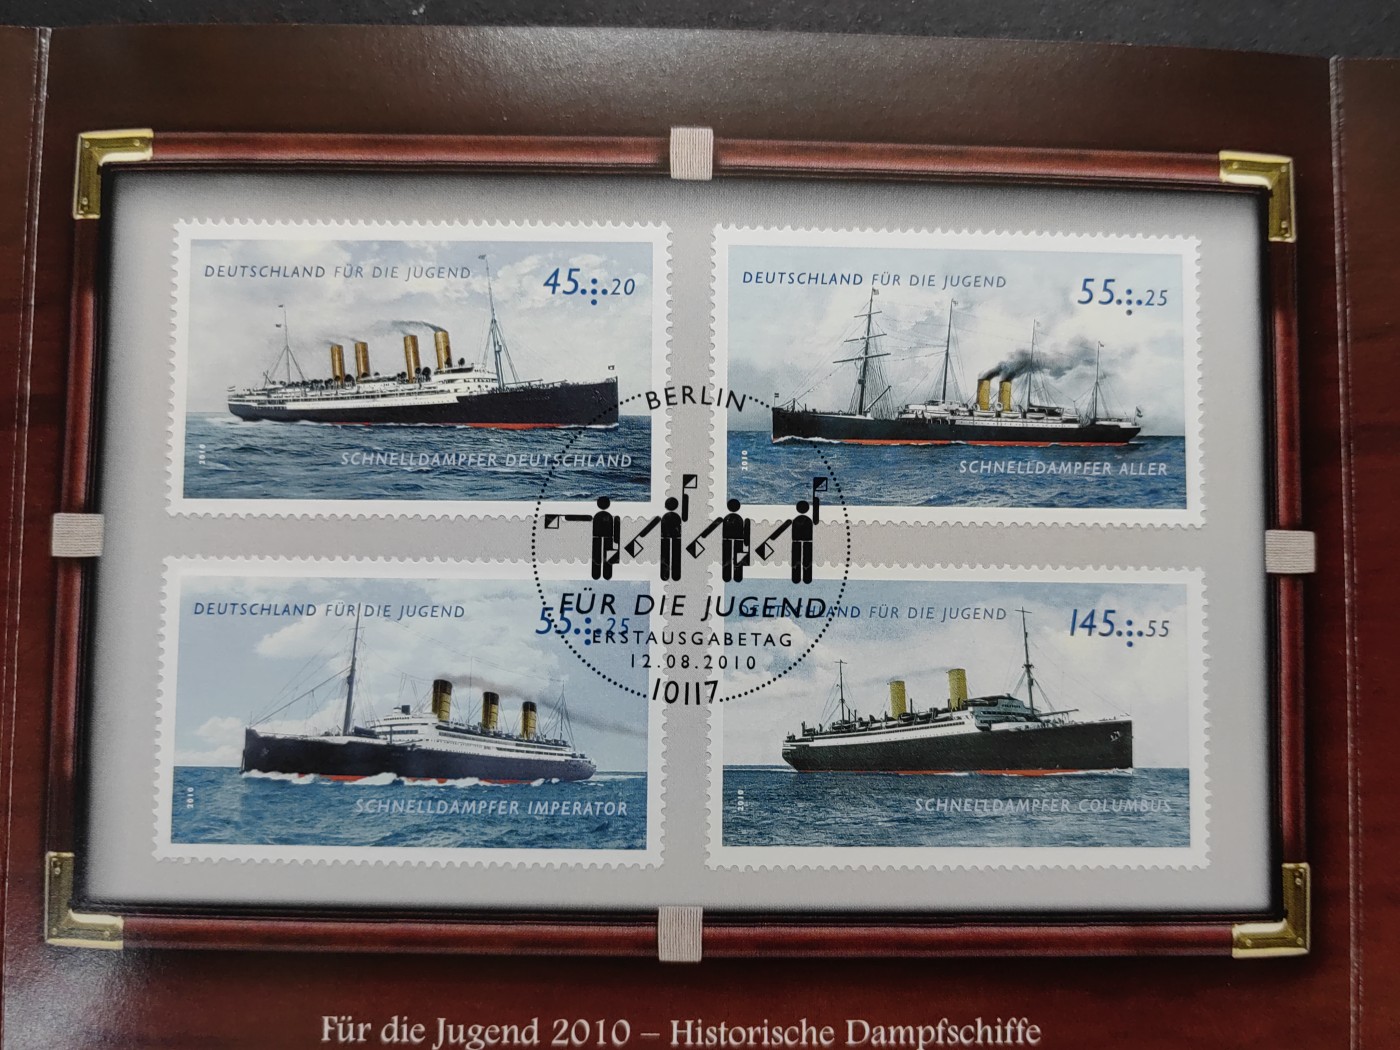 DEUTSCHLAND FÜR DIE JUGEND
45 20
2010
SCHNELLDAMPFER DEUTSCHLAND
DEUTSCHLAND FÜR DIE JUGEND
55 25
2010
SCHNELLDAMPFER ALLER
BERLIN
FÜR DIE JUGEND
ERSTAUSGABETAG
12.08.2010
10117
DEUTSCHLAND FÜR DIE JUGEND
55 25
2010
SCHNELLDAMPFER IMPERATOR
DEUTSCHLAND FÜR DIE JUGEND
145 55
2010
SCHNELLDAMPFER COLUMBUS
Für die Jugend 2010 – Historische Dampfschiffe